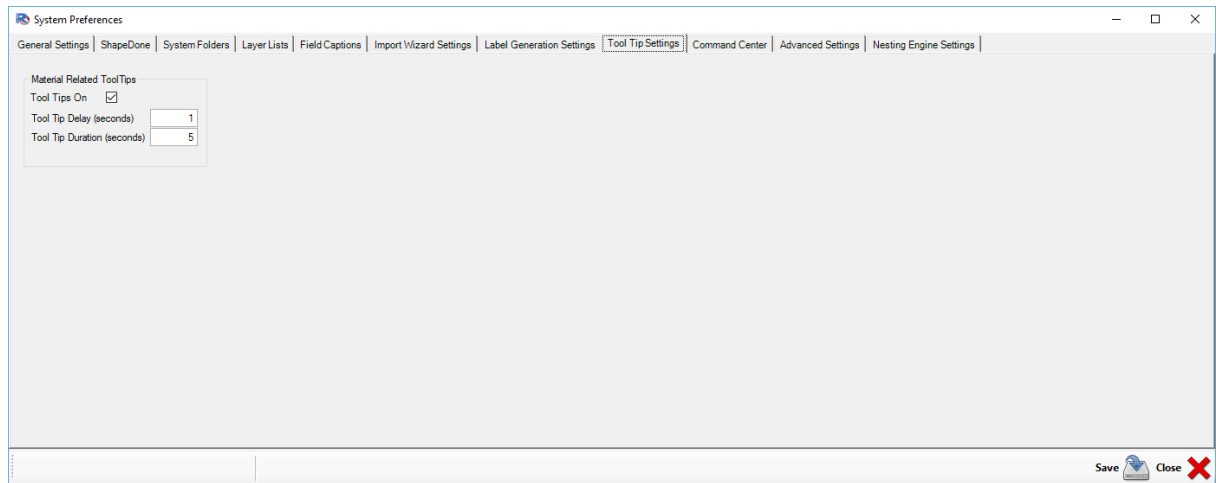 System Preferences
General Settings ShapeDone System Folders Layer Lists Field Captions Import Wizard Settings Label Generation Settings Tool Tip Settings Command Center Advanced Settings Nesting Engine Settings
Material Related ToolTips
Tool Tips On
Tool Tip Delay (seconds) 1
Tool Tip Duration (seconds) 5
Save Close